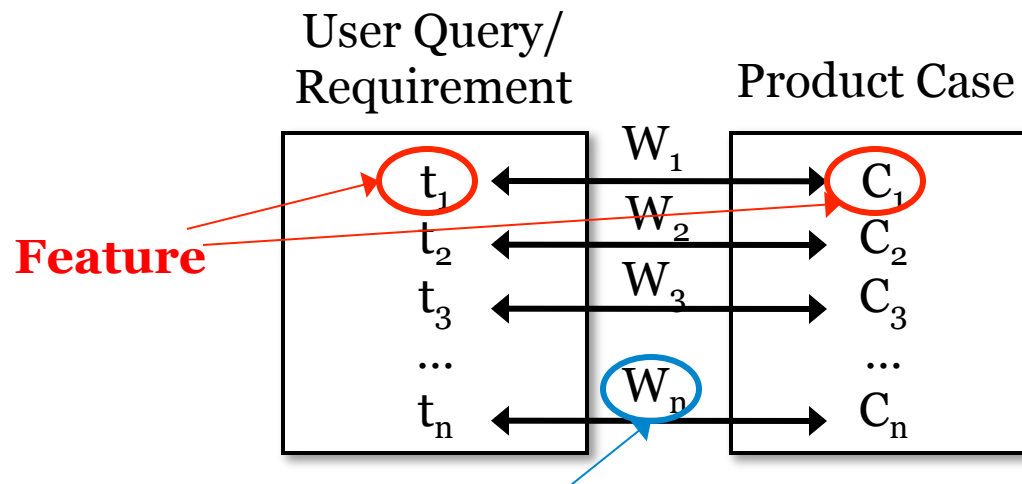 User Query/
Requirement
Product Case
W₁
t₁
C₁
W₂
Feature
t₂
C₂
W₃
t₃
C₃
...
...
Wₙ
tₙ
Cₙ